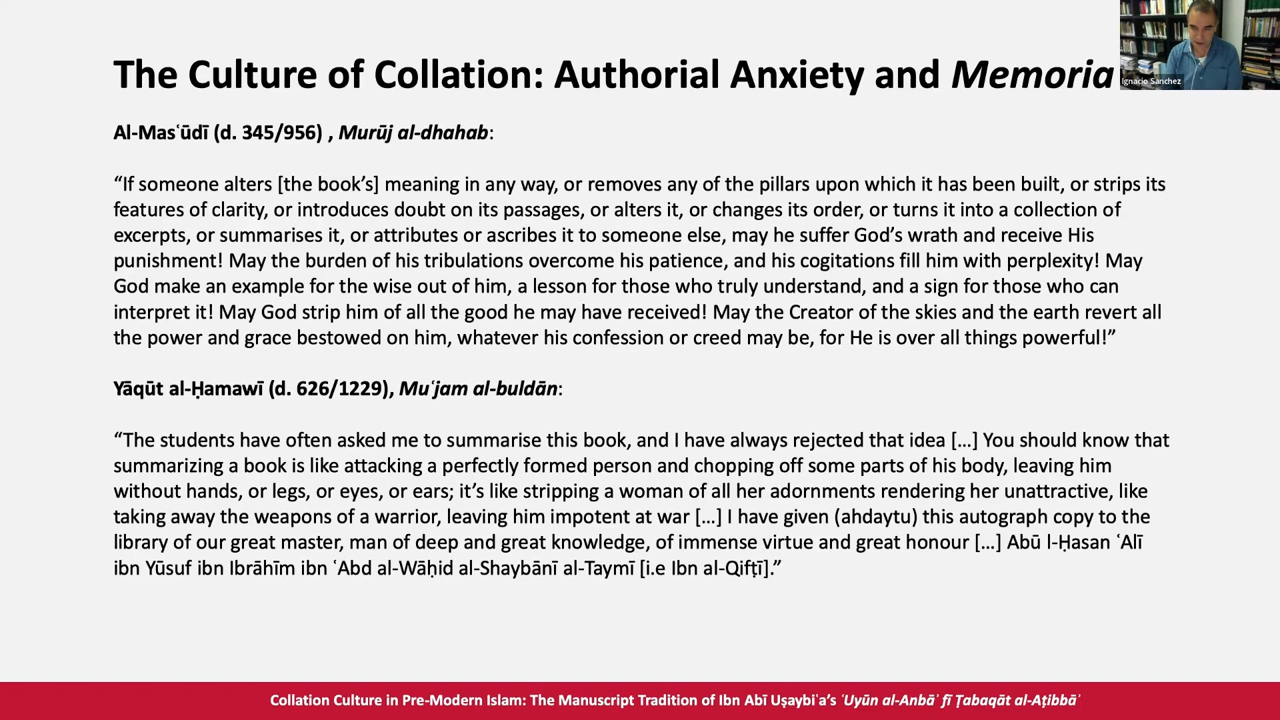 The Culture of Collation: Authorial Anxiety and Memoria
Ignacio Sanchez
Al-Masʿūdī (d. 345/956) , Murūj al-dhahab:
“If someone alters [the book’s] meaning in any way, or removes any of the pillars upon which it has been built, or strips its
features of clarity, or introduces doubt on its passages, or alters it, or changes its order, or turns it into a collection of
excerpts, or summarises it, or attributes or ascribes it to someone else, may he suffer God’s wrath and receive His
punishment! May the burden of his tribulations overcome his patience, and his cogitations fill him with perplexity! May
God make an example for the wise out of him, a lesson for those who truly understand, and a sign for those who can
interpret it! May God strip him of all the good he may have received! May the Creator of the skies and the earth revert all
the power and grace bestowed on him, whatever his confession or creed may be, for He is over all things powerful!”
Yāqūt al-Ḥamawī (d. 626/1229), Muʿjam al-buldān:
“The students have often asked me to summarise this book, and I have always rejected that idea […] You should know that
summarizing a book is like attacking a perfectly formed person and chopping off some parts of his body, leaving him
without hands, or legs, or eyes, or ears; it’s like stripping a woman of all her adornments rendering her unattractive, like
taking away the weapons of a warrior, leaving him impotent at war […] I have given (ahdaytu) this autograph copy to the
library of our great master, man of deep and great knowledge, of immense virtue and great honour […] Abū l-Ḥasan ʿAlī
ibn Yūsuf ibn Ibrāhīm ibn ʿAbd al-Wāḥid al-Shaybānī al-Taymī [i.e Ibn al-Qifṭī].”
Collation Culture in Pre-Modern Islam: The Manuscript Tradition of Ibn Abī Uṣaybiʿa’s ʿUyūn al-Anbāʾ fī Ṭabaqāt al-Aṭibbāʾ